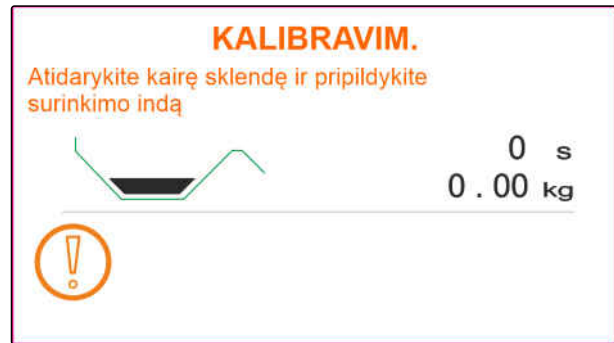 KALIBRAVIM.
Atidarykite kairę sklendę ir pripildykite
surinkimo indą
0 s
0 . 00 kg